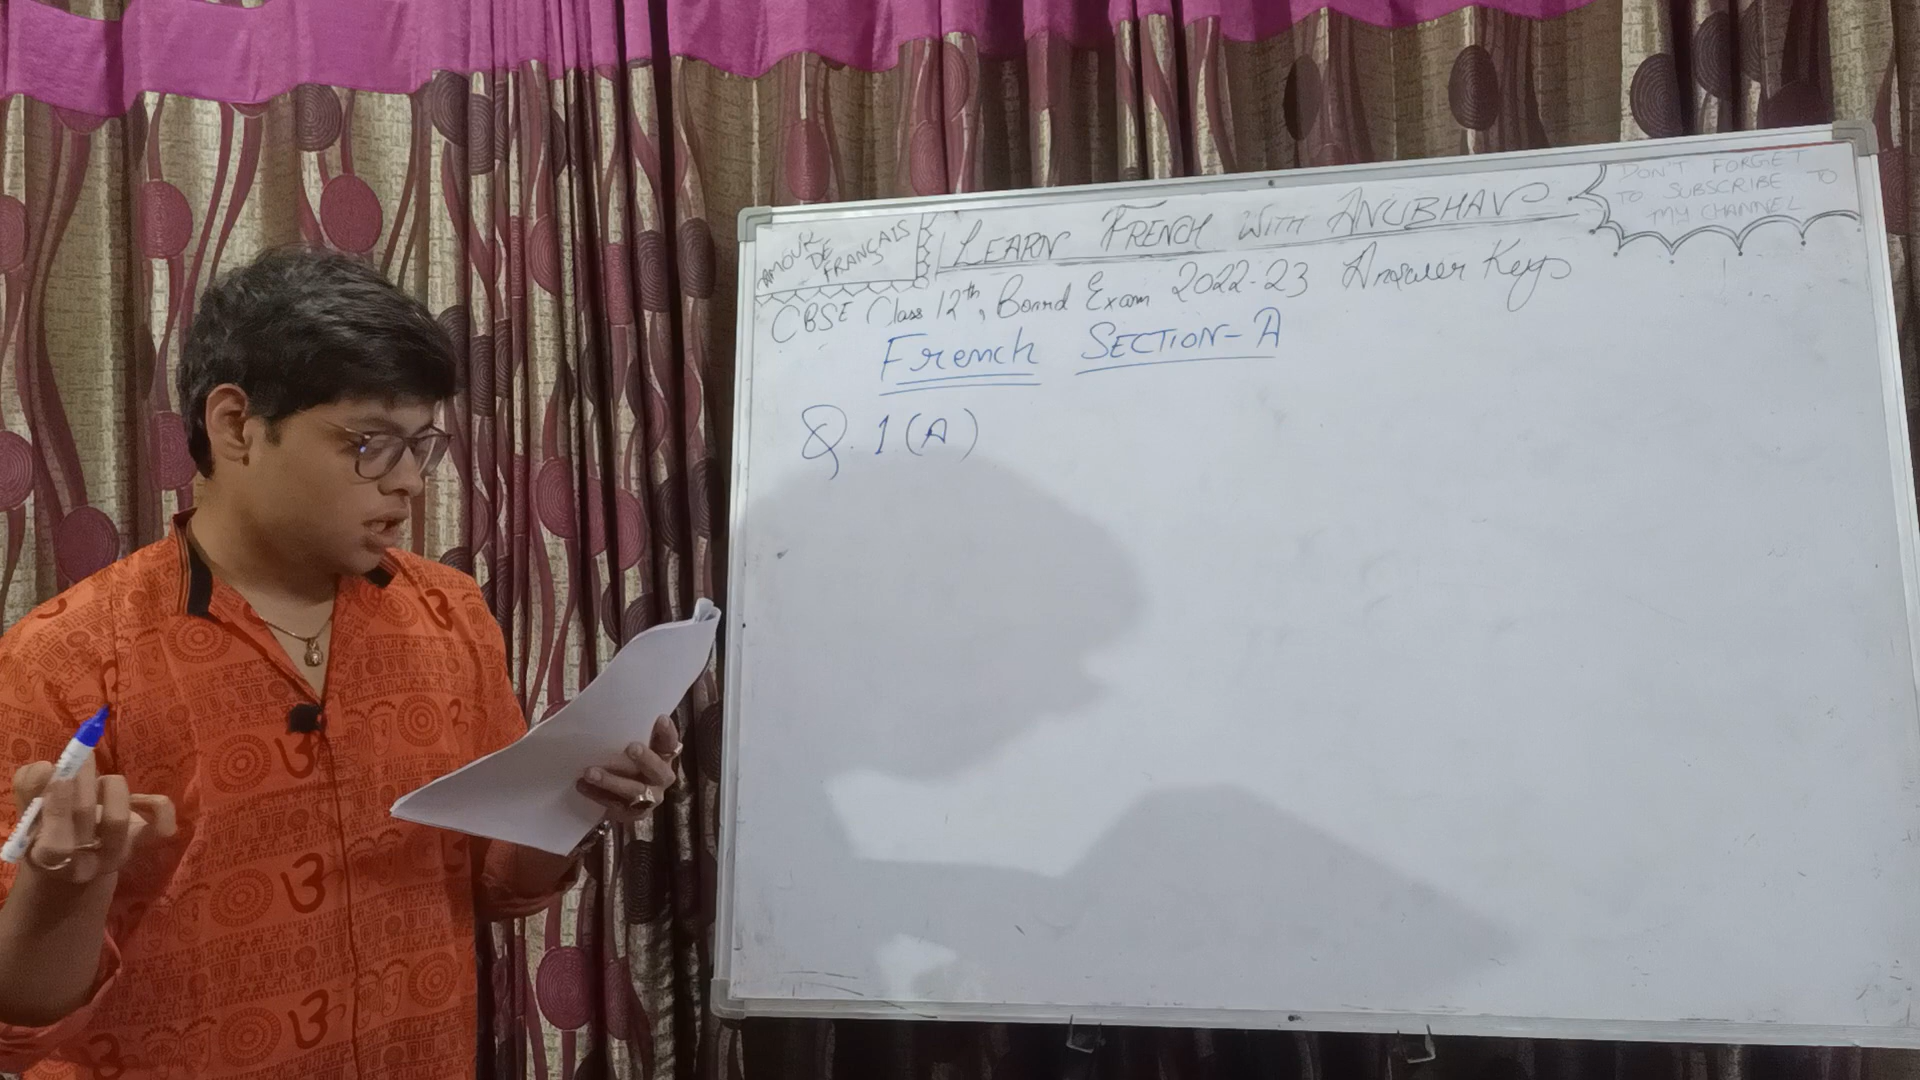 AMOUR
DE
FRANÇAIS
LEARN FRENCH WITH ANUBHAV
DON'T FORGET
TO SUBSCRIBE TO
MY CHANNEL
CBSE Class 12th, Board Exam 2022-23 Answer Keys
French SECTION-A
Q. 1(A)